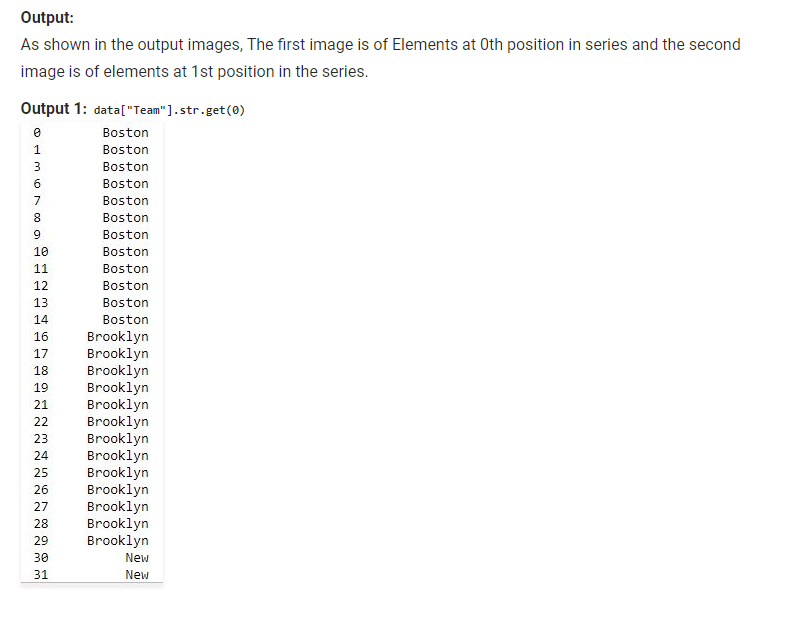 Output:
As shown in the output images, The first image is of Elements at 0th position in series and the second
image is of elements at 1st position in the series.
Output 1: data["Team"].str.get(0)
0 Boston
1 Boston
3 Boston
6 Boston
7 Boston
8 Boston
9 Boston
10 Boston
11 Boston
12 Boston
13 Boston
14 Boston
16 Brooklyn
17 Brooklyn
18 Brooklyn
19 Brooklyn
21 Brooklyn
22 Brooklyn
23 Brooklyn
24 Brooklyn
25 Brooklyn
26 Brooklyn
27 Brooklyn
28 Brooklyn
29 Brooklyn
30 New
31 New